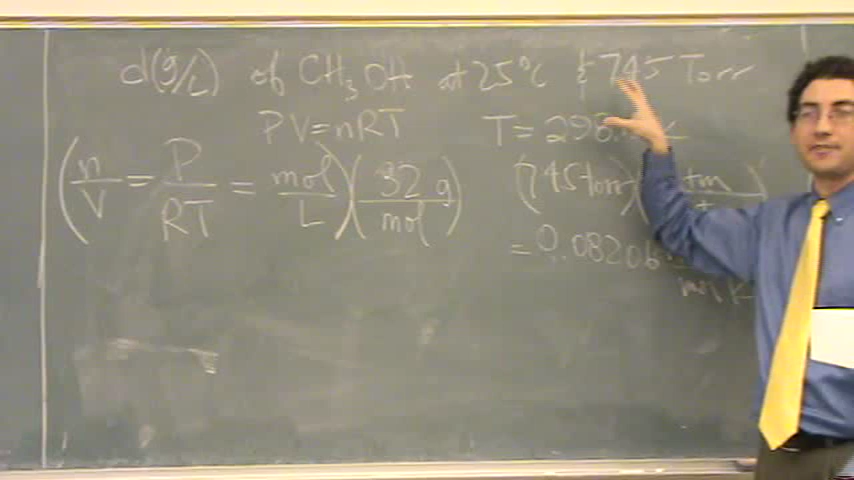 d(g/L) of CH₃OH at 25°C & 745 Torr
PV=nRT T= 298
(n/V = P/RT = mol/L)(32 g/mol) (745 torr)(
= 0.08206
mol K